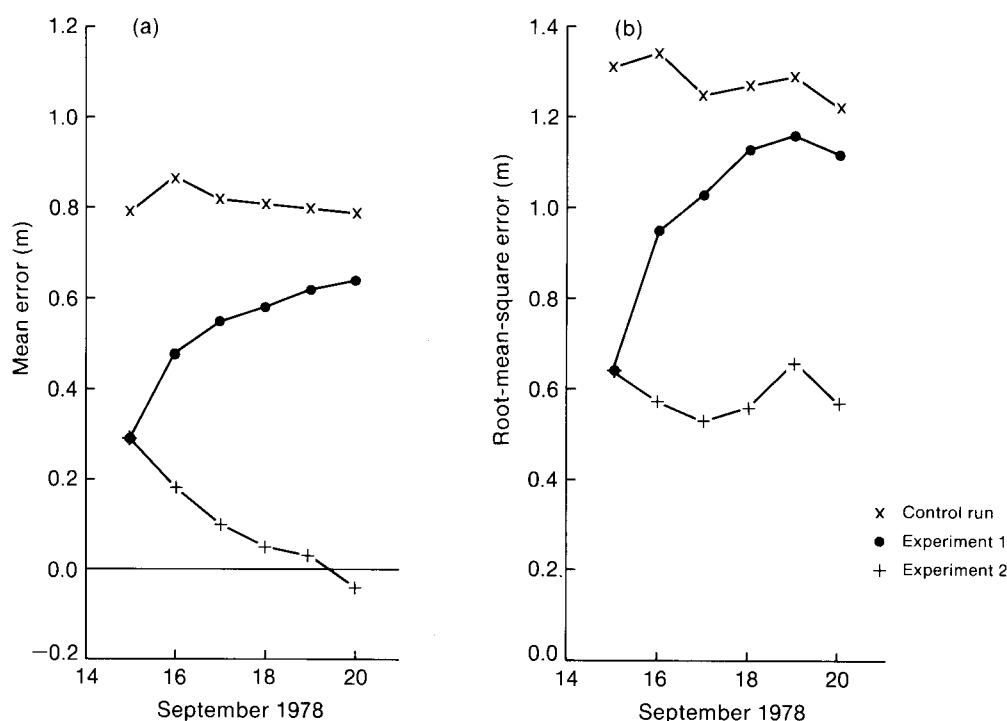 (a)
1.2
1.0
0.8
0.6
0.4
0.2
0.0
−0.2
Mean error (m)
14 16 18 20
September 1978
(b)
1.4
1.2
1.0
0.8
0.6
0.4
0.2
0.0
Root-mean-square error (m)
14 16 18 20
September 1978
x Control run
● Experiment 1
+ Experiment 2